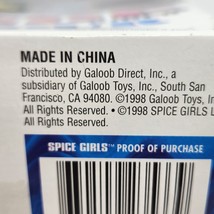 MADE IN CHINA
Distributed by Galoob Direct, Inc., a
subsidiary of Galoob Toys, Inc., South San
Francisco, CA 94080. ©1998 Galoob Toys, In
All Rights Reserved. • ©1998 SPICE GIRLS L
All Rights Reserved.
SPICE GIRLS™ PROOF OF PURCHASE